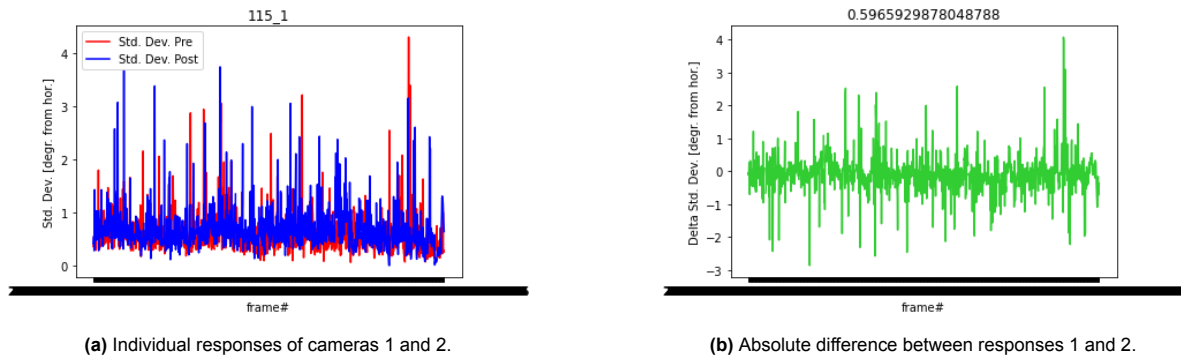 115_1
Std. Dev. Pre
Std. Dev. Post
Std. Dev. [degr. from hor.]
4
3
2
1
0
frame#
(a) Individual responses of cameras 1 and 2.
0.5965929878048788
Delta Std. Dev. [degr. from hor.]
4
3
2
1
0
−1
−2
−3
frame#
(b) Absolute difference between responses 1 and 2.